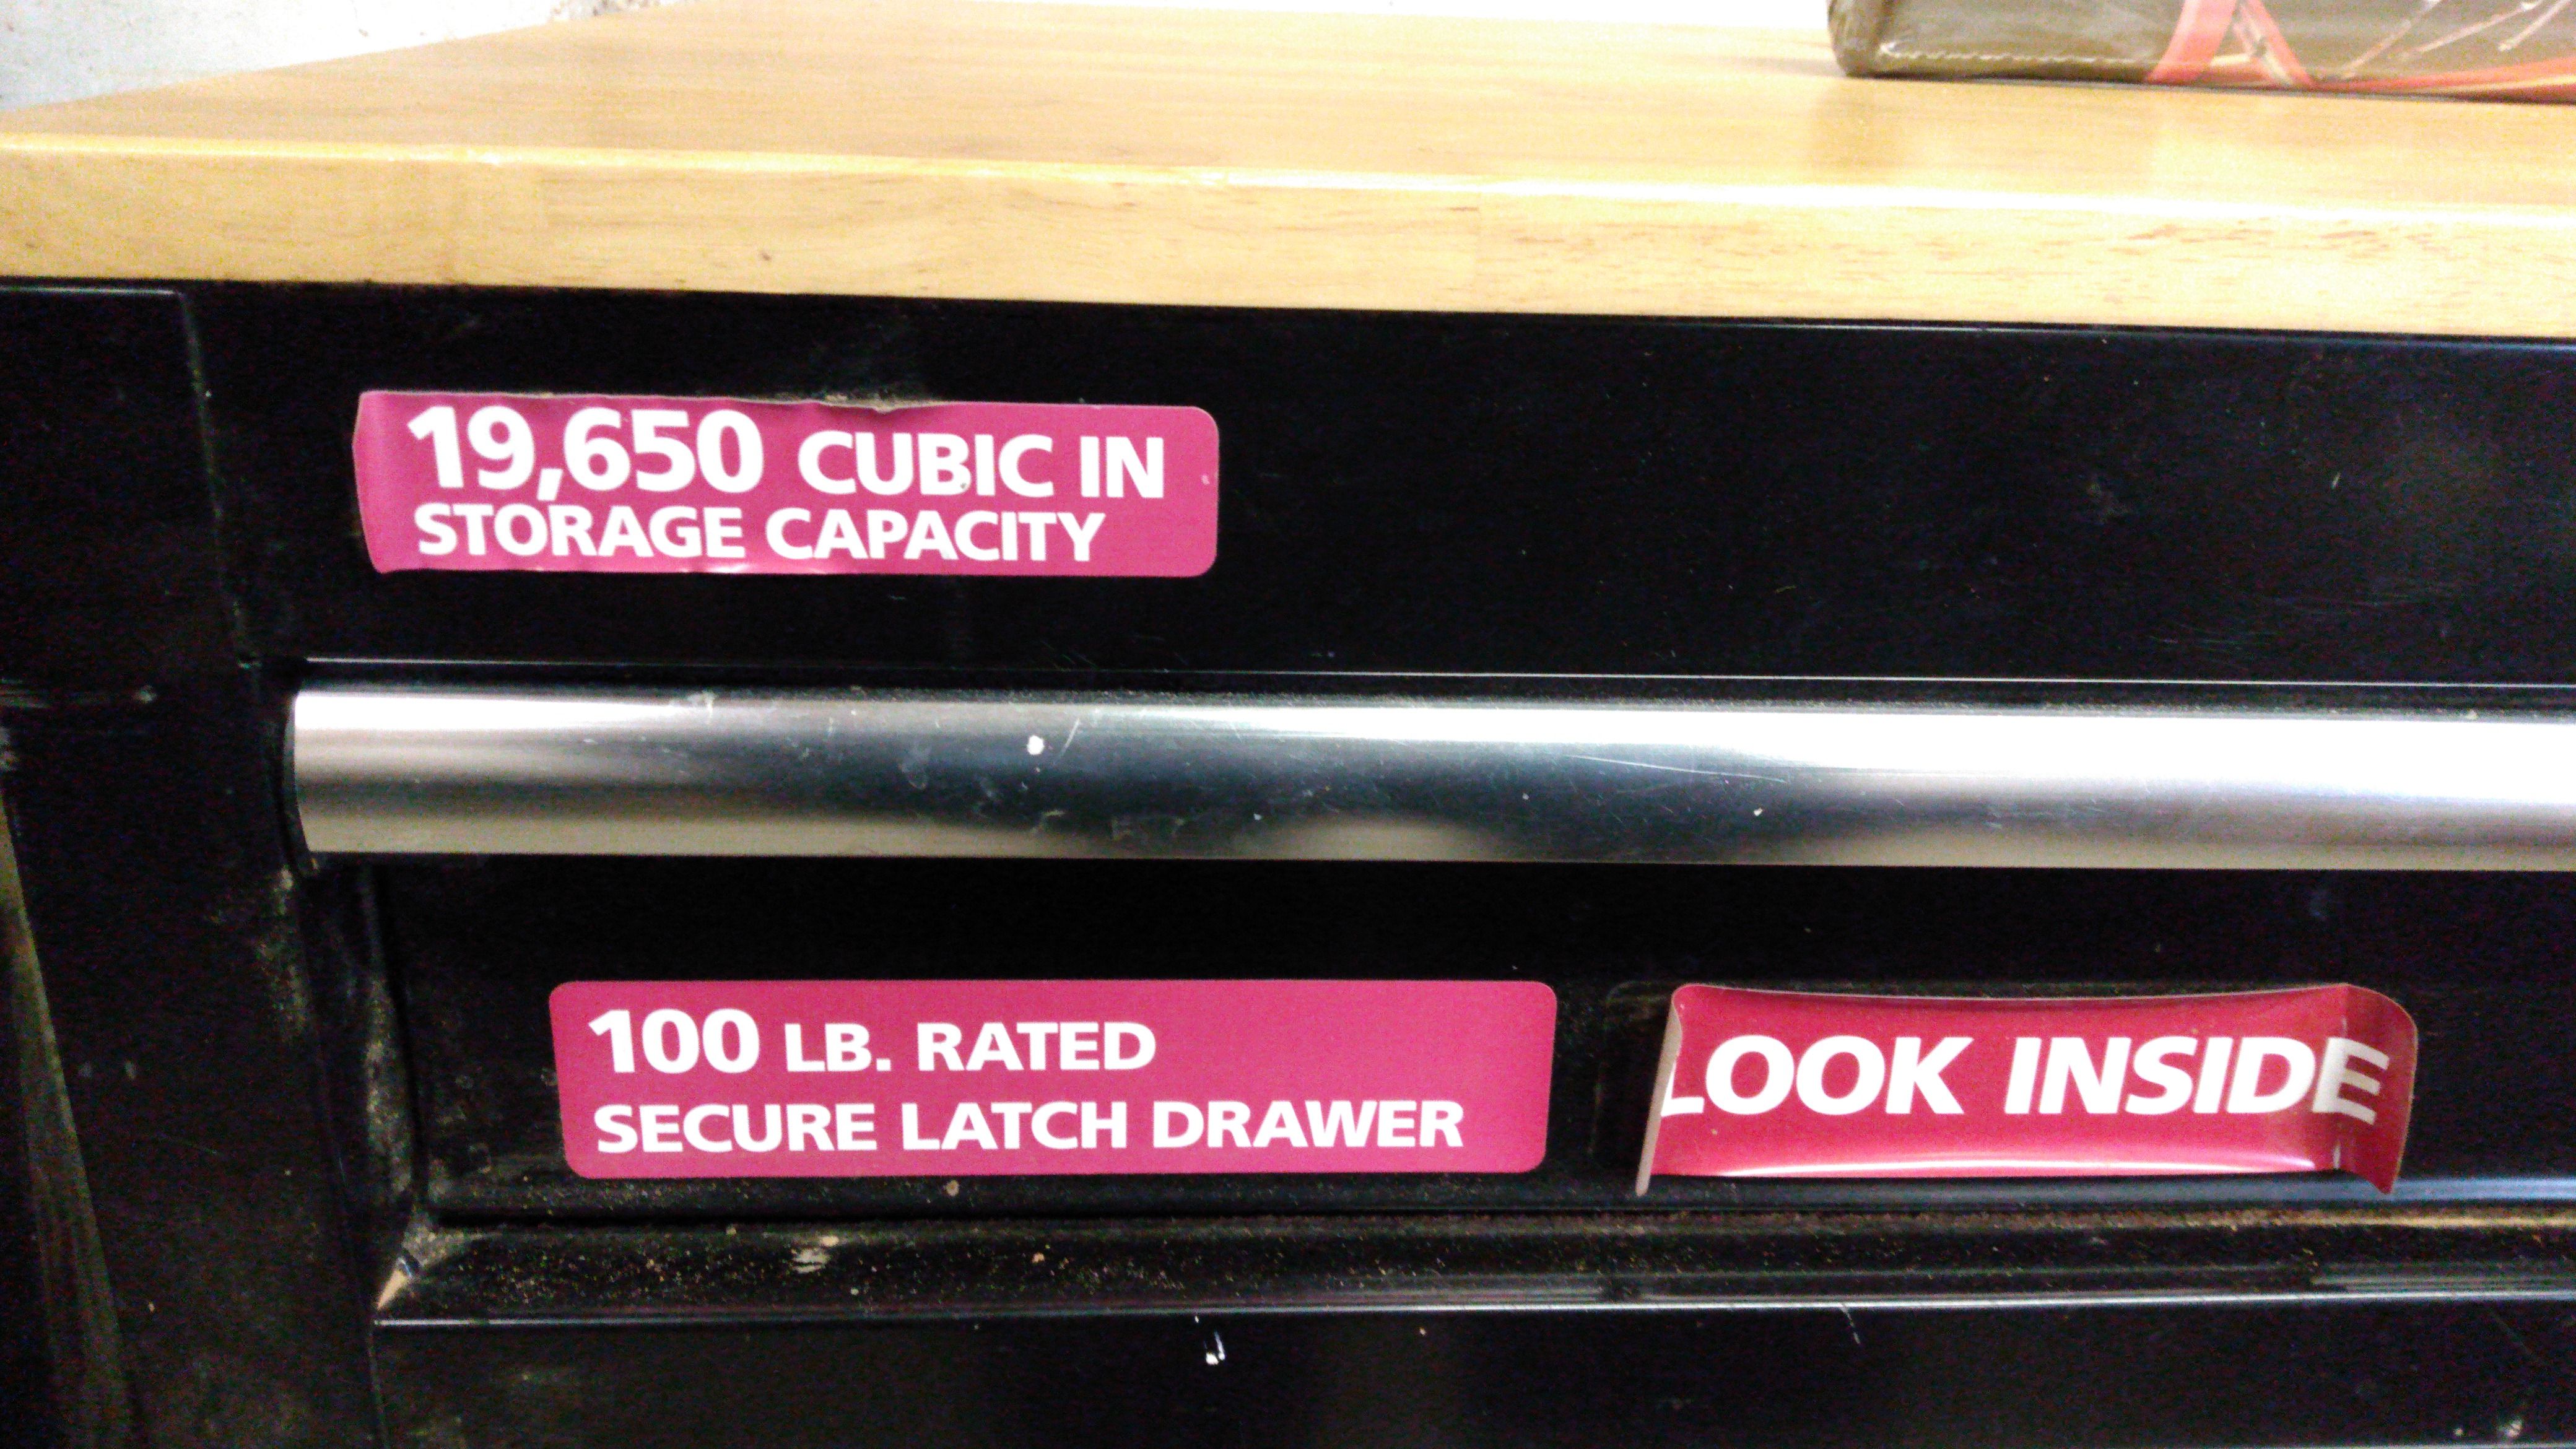 19,650 CUBIC IN
STORAGE CAPACITY
100 LB. RATED
SECURE LATCH DRAWER
LOOK INSIDE